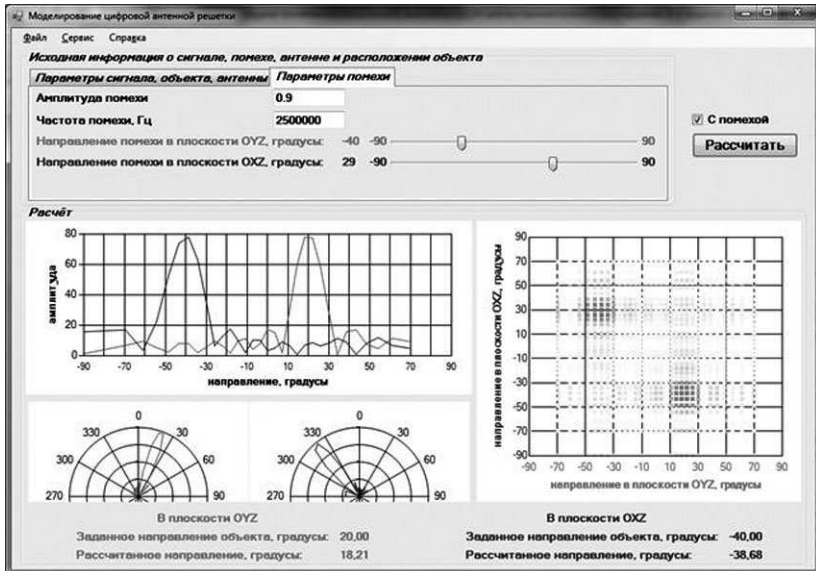 Моделирование цифровой антенной решетки
Файл Сервис Справка
Исходная информация о сигнале, помехе, антенне и расположении объекта
Параметры сигнала, объекта, антенны Параметры помехи
Амплитуда помехи 0.9
Частота помехи, Гц 2500000
Направление помехи в плоскости OYZ, градусы: -40 -90 90
Направление помехи в плоскости OXZ, градусы: 29 -90 90
С помехой
Рассчитать
Расчёт
амплитуда
80
60
40
20
0
-90 -70 -50 -30 -10 10 30 50 70 90
направление, градусы
направление в плоскости OXZ, градусы
90
70
50
30
10
-10
-30
-50
-70
-90
-90 -70 -50 -30 -10 10 30 50 70 90
направление в плоскости OYZ, градусы
0
330 30
300 60
270 90
0
330 30
300 60
270 90
В плоскости OYZ
Заданное направление объекта, градусы: 20,00
Рассчитанное направление, градусы: 18,21
В плоскости OXZ
Заданное направление объекта, градусы: -40,00
Рассчитанное направление, градусы: -38,68